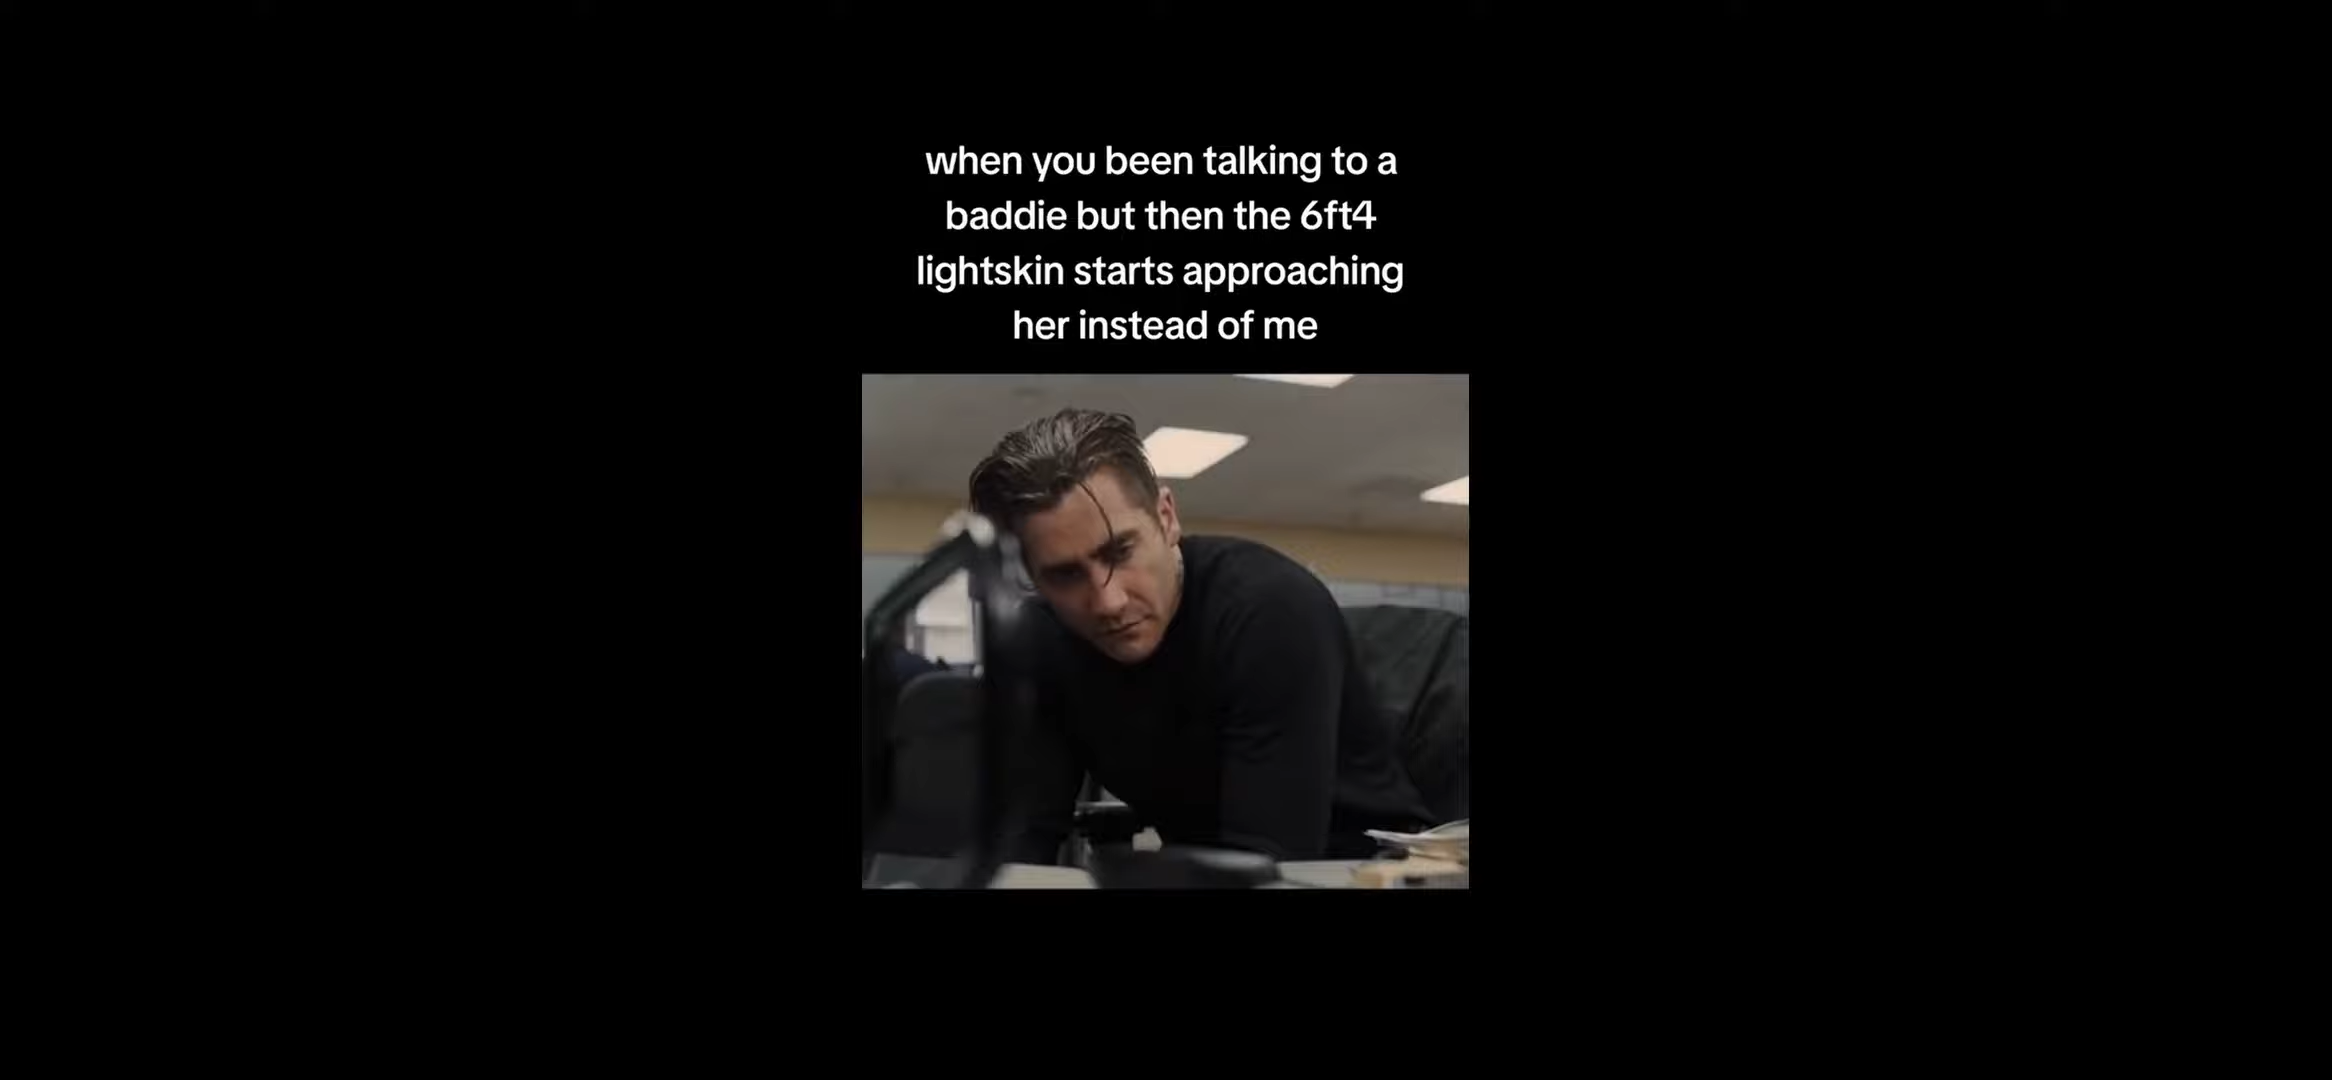 when you been talking to a
baddie but then the 6ft4
lightskin starts approaching
her instead of me